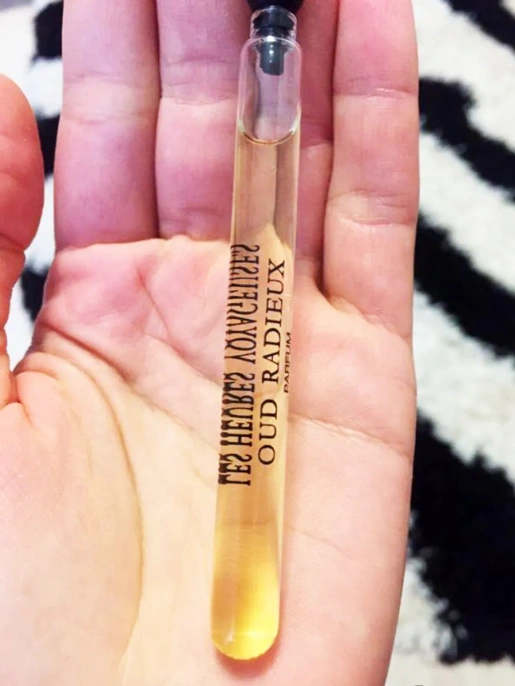 LES HEURES VOYAGEUSES
OUD RADIEUX
PARFUM